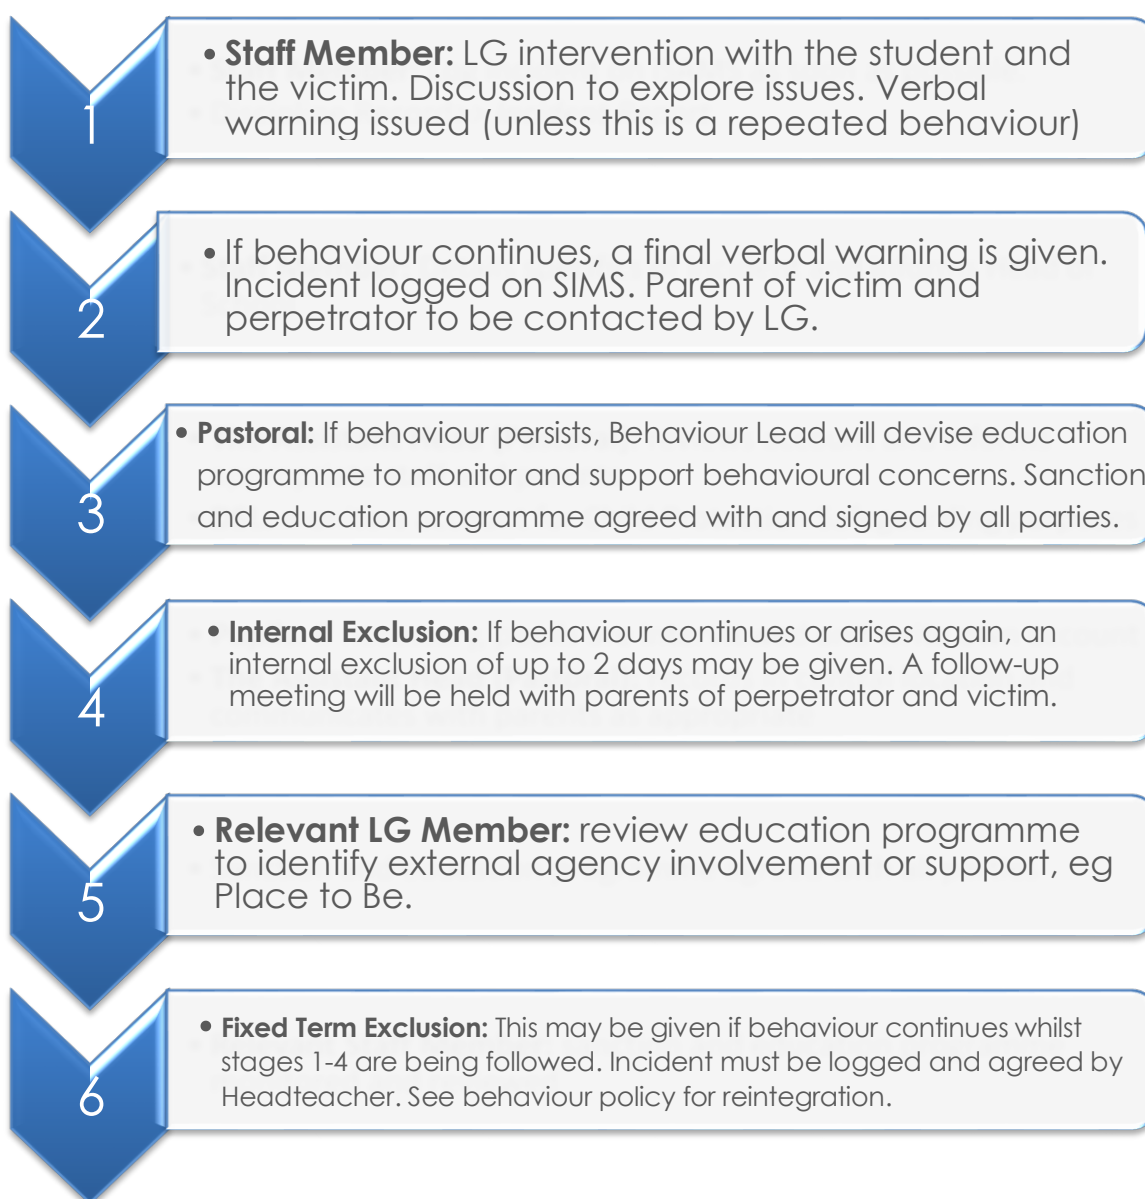 1
• Staff Member: LG intervention with the student and
the victim. Discussion to explore issues. Verbal
warning issued (unless this is a repeated behaviour)
2
• If behaviour continues, a final verbal warning is given.
Incident logged on SIMS. Parent of victim and
perpetrator to be contacted by LG.
3
• Pastoral: If behaviour persists, Behaviour Lead will devise education
programme to monitor and support behavioural concerns. Sanction
and education programme agreed with and signed by all parties.
4
• Internal Exclusion: If behaviour continues or arises again, an
internal exclusion of up to 2 days may be given. A follow-up
meeting will be held with parents of perpetrator and victim.
5
• Relevant LG Member: review education programme
to identify external agency involvement or support, eg
Place to Be.
6
• Fixed Term Exclusion: This may be given if behaviour continues whilst
stages 1-4 are being followed. Incident must be logged and agreed by
Headteacher. See behaviour policy for reintegration.